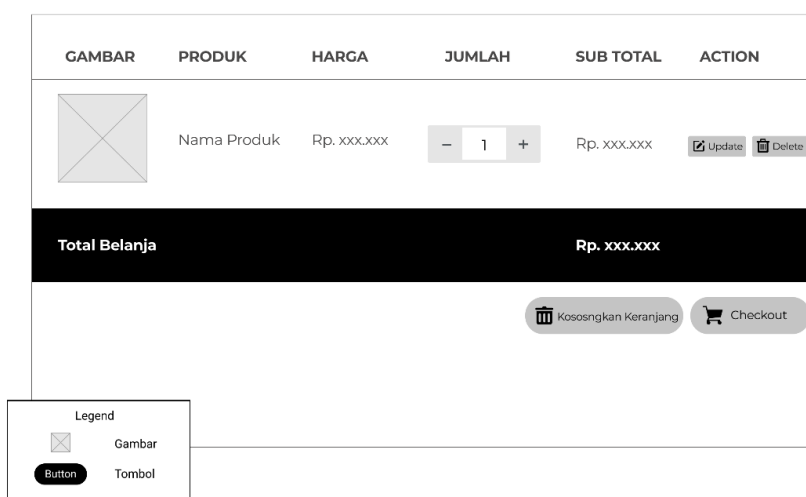 GAMBAR PRODUK HARGA JUMLAH SUB TOTAL ACTION
Nama Produk Rp. xxx.xxx − 1 + Rp. xxx.xxx Update Delete
Total Belanja Rp. xxx.xxx
Kososngkan Keranjang Checkout
Legend
Gambar
Button Tombol